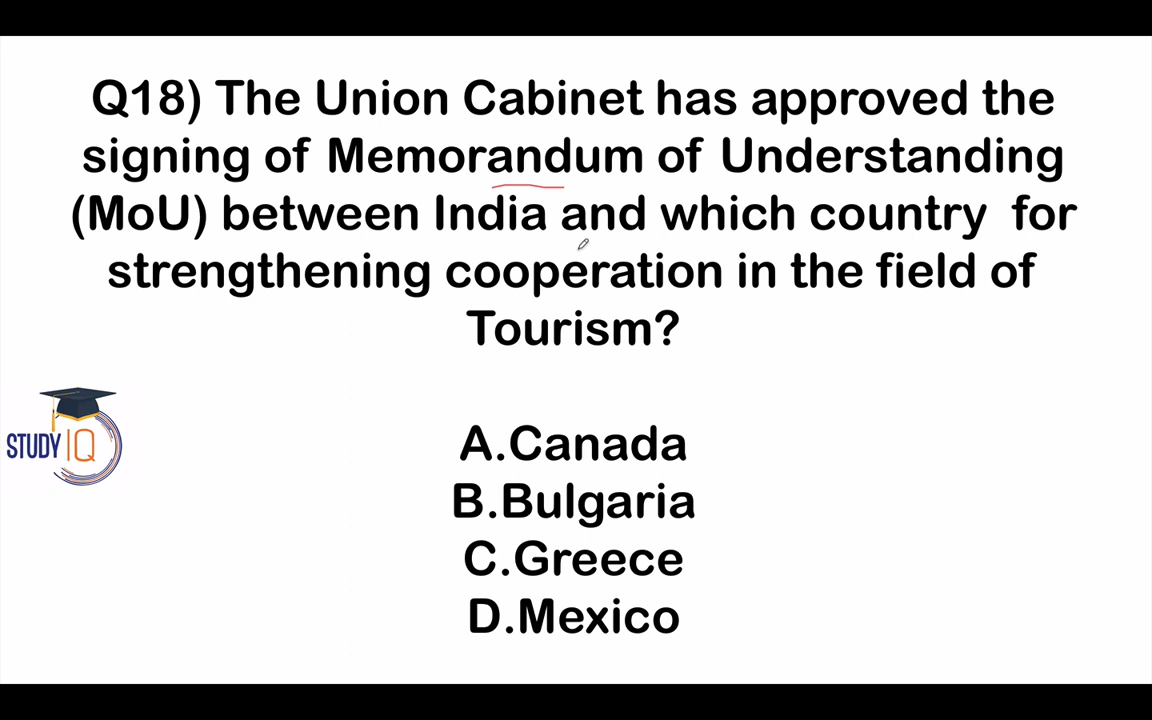 Q18) The Union Cabinet has approved the
signing of Memorandum of Understanding
(MoU) between India and which country for
strengthening cooperation in the field of
Tourism?
STUDY IQ
A.Canada
B.Bulgaria
C.Greece
D.Mexico